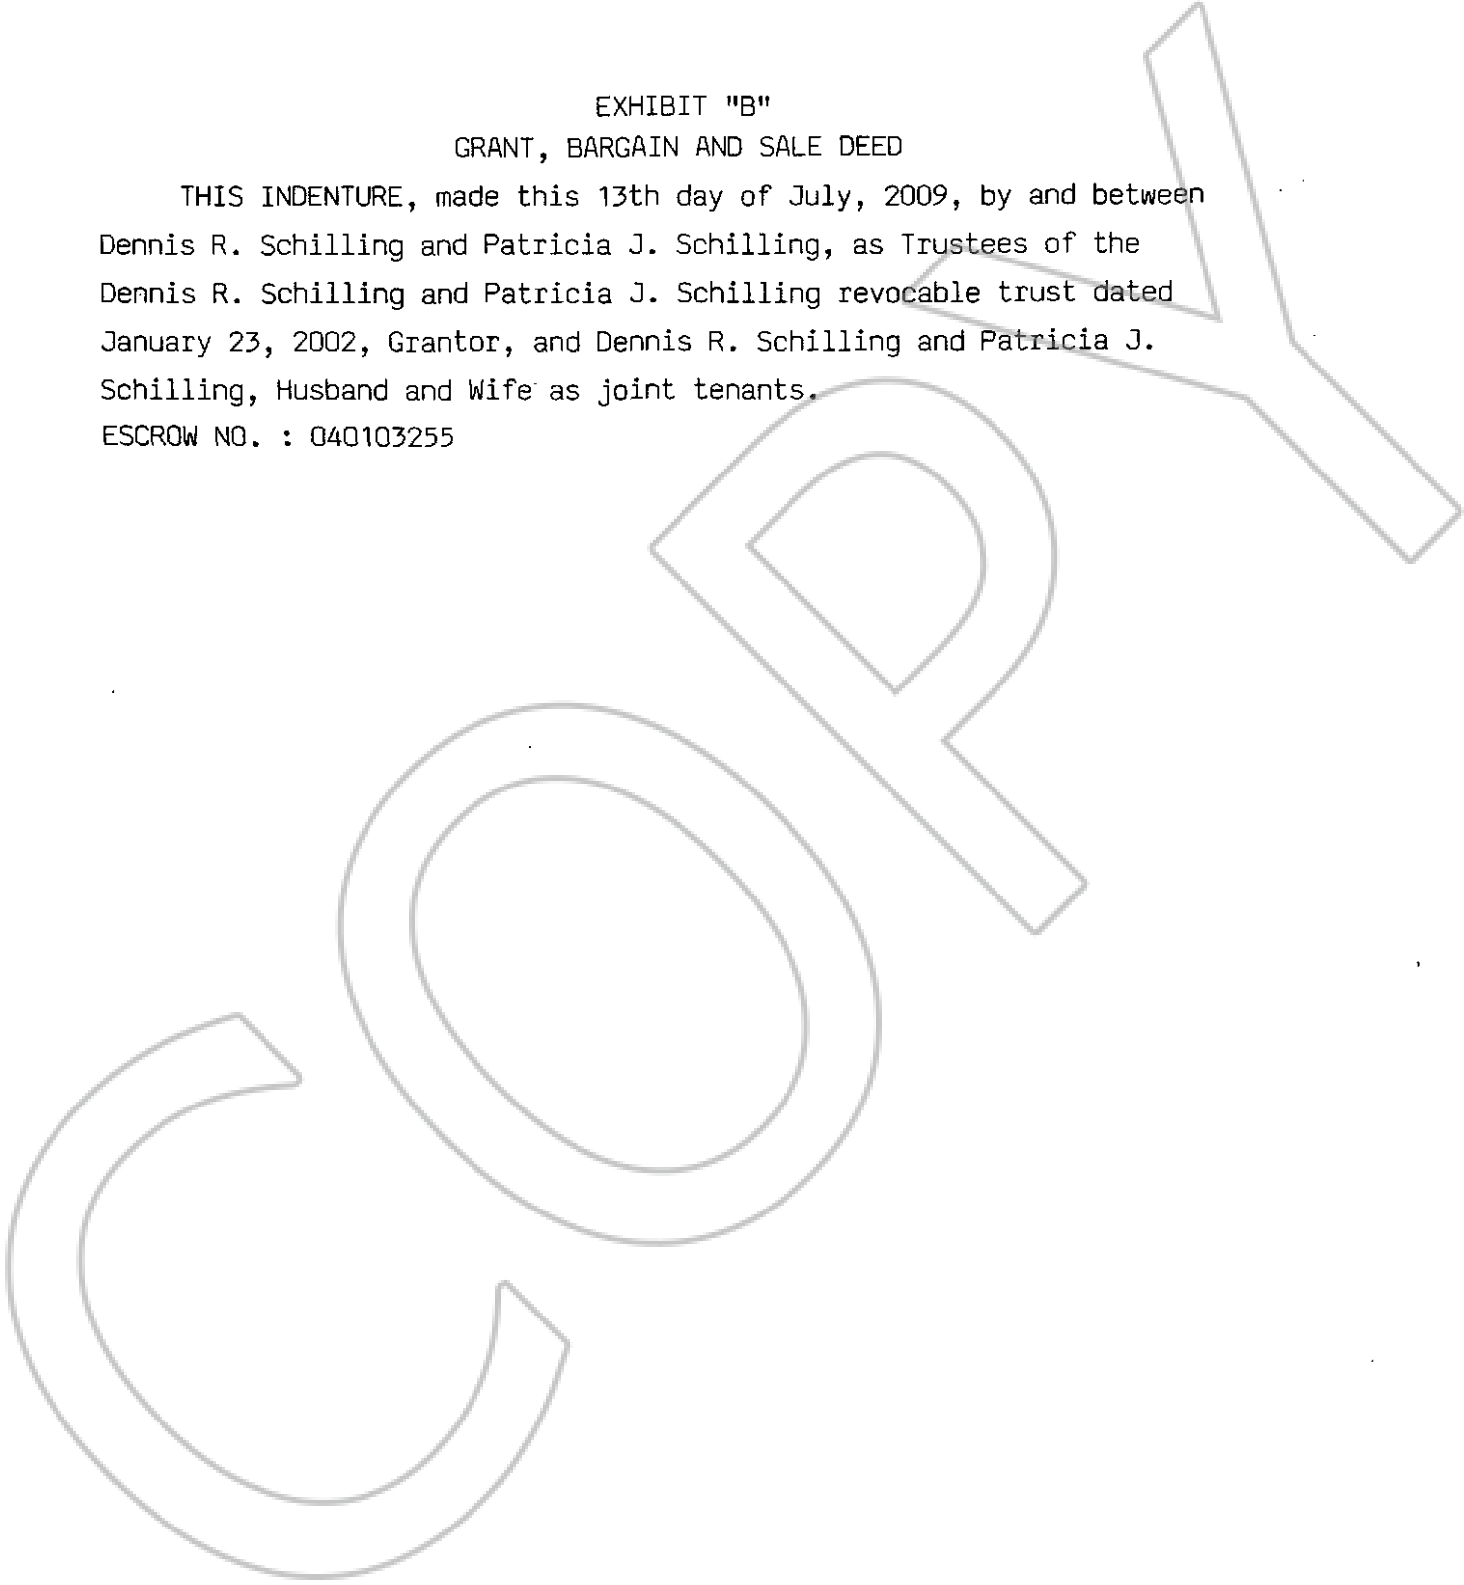 EXHIBIT "B"
GRANT, BARGAIN AND SALE DEED
THIS INDENTURE, made this 13th day of July, 2009, by and between
Dennis R. Schilling and Patricia J. Schilling, as Trustees of the
Dennis R. Schilling and Patricia J. Schilling revocable trust dated
January 23, 2002, Grantor, and Dennis R. Schilling and Patricia J.
Schilling, Husband and Wife as joint tenants.
ESCROW NO. : 040103255
COPY